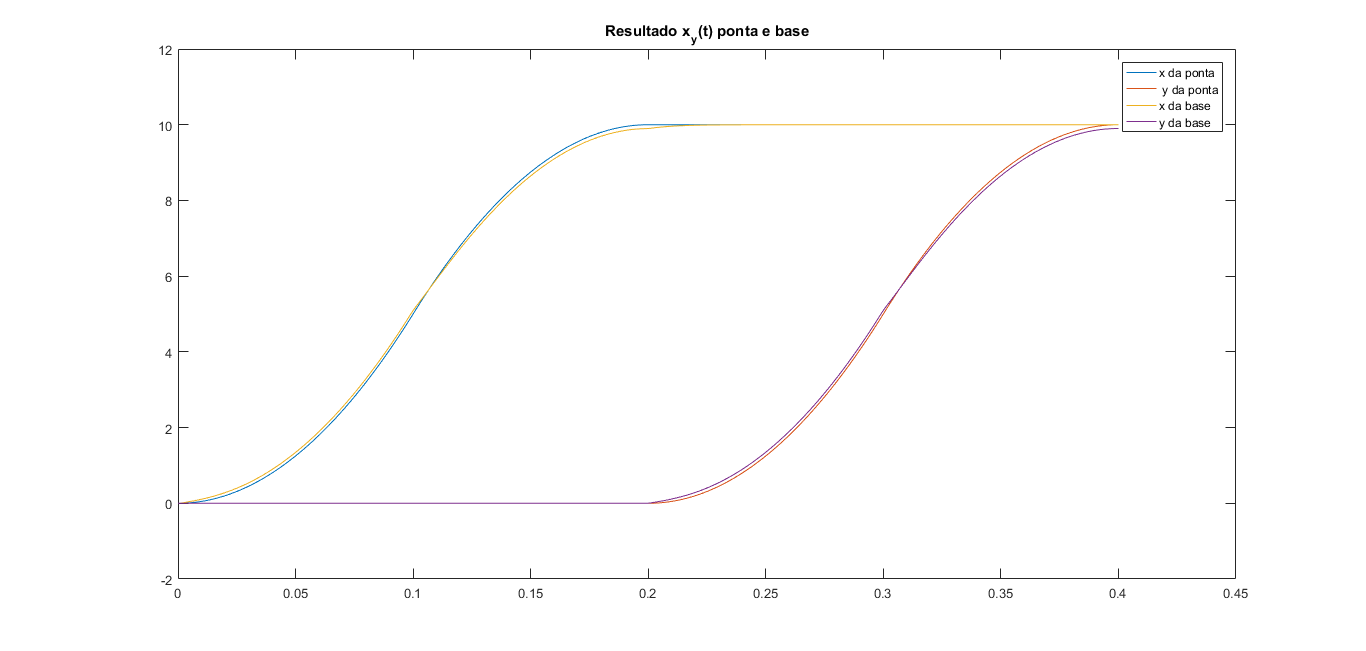 Resultado x_y(t) ponta e base
12
10
8
6
4
2
0
-2
0 0.05 0.1 0.15 0.2 0.25 0.3 0.35 0.4 0.45
x da ponta
y da ponta
x da base
y da base